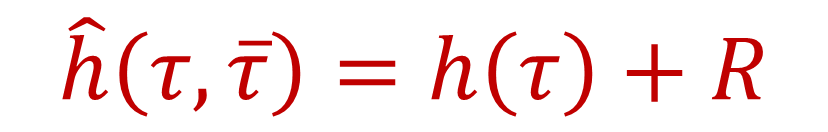 ĥ(τ, τ̄) = h(τ) + R